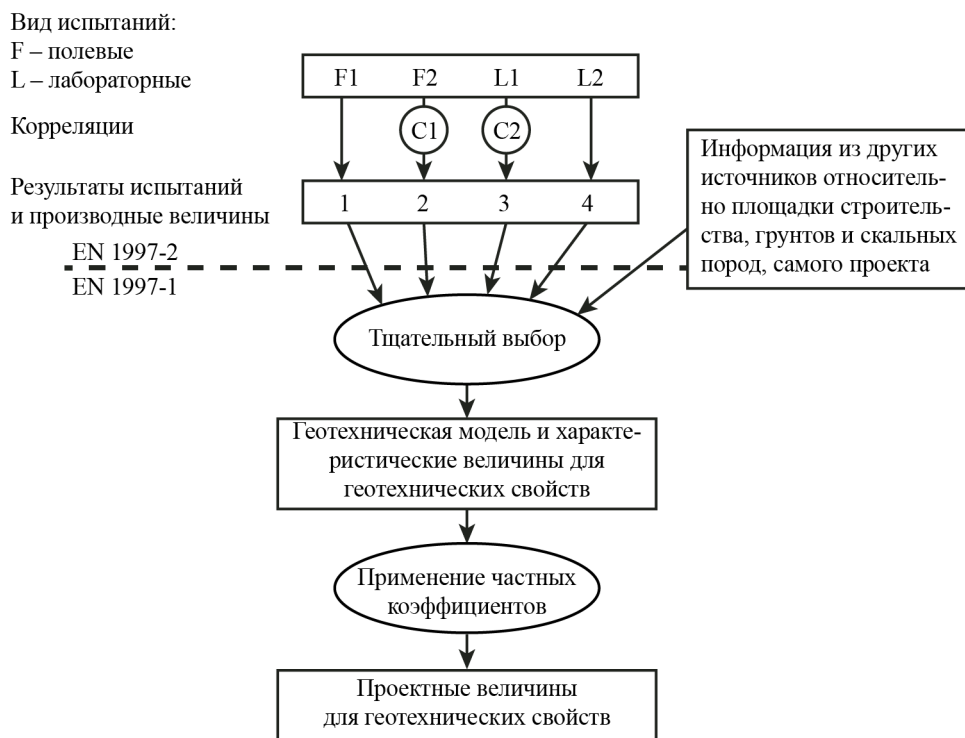 Вид испытаний:
F – полевые
L – лабораторные
F1 F2 L1 L2
Корреляции
C1 C2
Результаты испытаний
и производные величины
1 2 3 4
Информация из других
источников относитель-
но площадки строитель-
ства, грунтов и скальных
пород, самого проекта
EN 1997-2
EN 1997-1
Тщательный выбор
Геотехническая модель и характе-
ристические величины для
геотехнических свойств
Применение частных
коэффициентов
Проектные величины
для геотехнических свойств